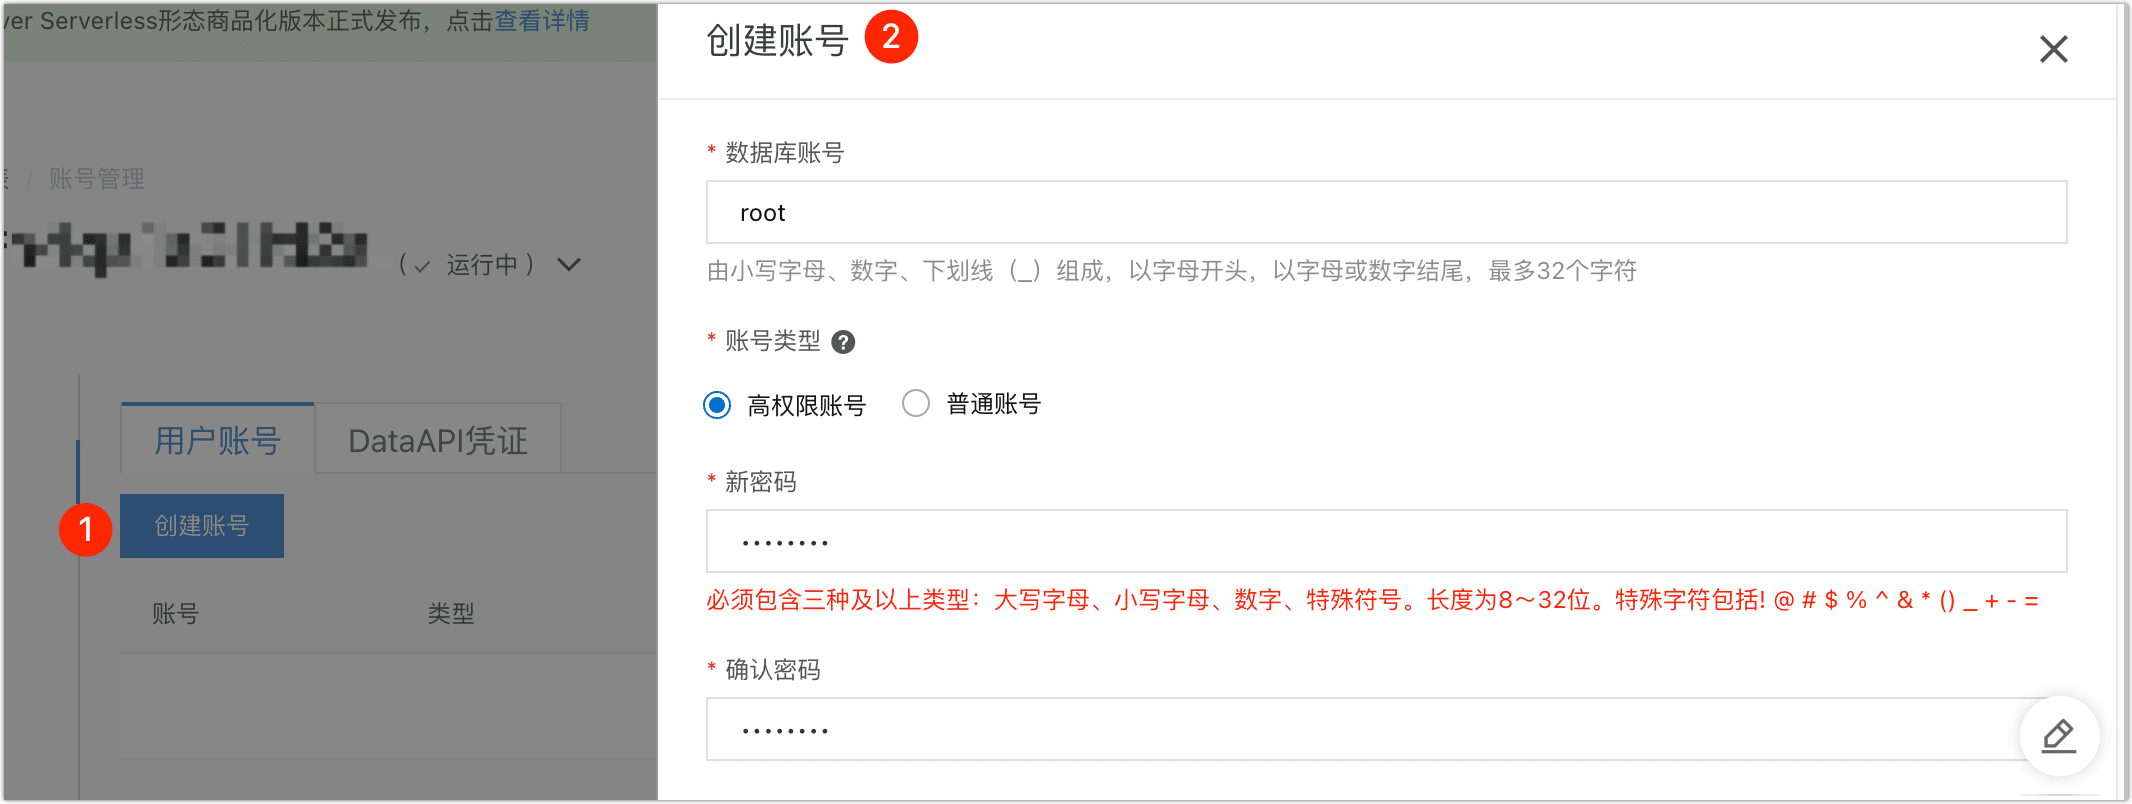 ver Serverless形态商品化版本正式发布，点击查看详情
/ 账号管理
(✓ 运行中)
用户账号
DataAPI凭证
1
创建账号
账号
类型
创建账号 2
* 数据库账号
root
由小写字母、数字、下划线（_）组成，以字母开头，以字母或数字结尾，最多32个字符
* 账号类型 ?
高权限账号
普通账号
* 新密码
········
必须包含三种及以上类型：大写字母、小写字母、数字、特殊符号。长度为8～32位。特殊字符包括! @ # $ % ^ & * () _ + - =
* 确认密码
········